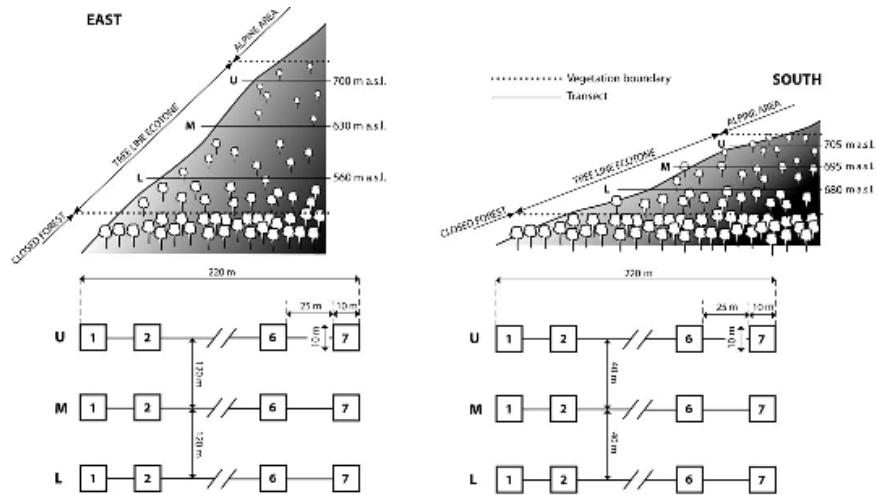 EAST
ALPINE AREA
U
700 m a.s.l.
TREE LINE ECOTONE
M
630 m a.s.l.
L
560 m a.s.l.
CLOSED FOREST
220 m
25 m
10 m
U
1
2
6
10 m
7
M
1
2
6
7
L
1
2
6
7
120 m
Vegetation boundary
Transect
SOUTH
ALPINE AREA
U
705 m a.s.l.
TREE LINE ECOTONE
M
695 m a.s.l.
L
680 m a.s.l.
CLOSED FOREST
220 m
25 m
10 m
U
1
2
6
10 m
7
40 m
M
1
2
6
7
40 m
L
1
2
6
7